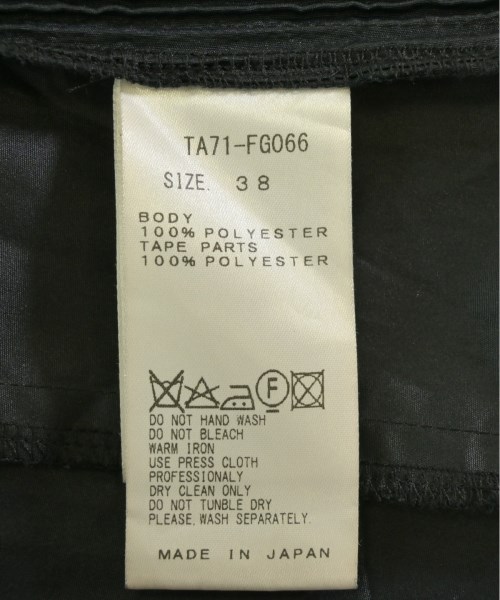 TA71-FG066
SIZE. 38
BODY
100% POLYESTER
TAPE PARTS
100% POLYESTER
F
DO NOT HAND WASH
DO NOT BLEACH
WARM IRON
USE PRESS CLOTH
PROFESSIONALY
DRY CLEAN ONLY
DO NOT TUNBLE DRY
PLEASE,WASH SEPARATELY.
MADE IN JAPAN